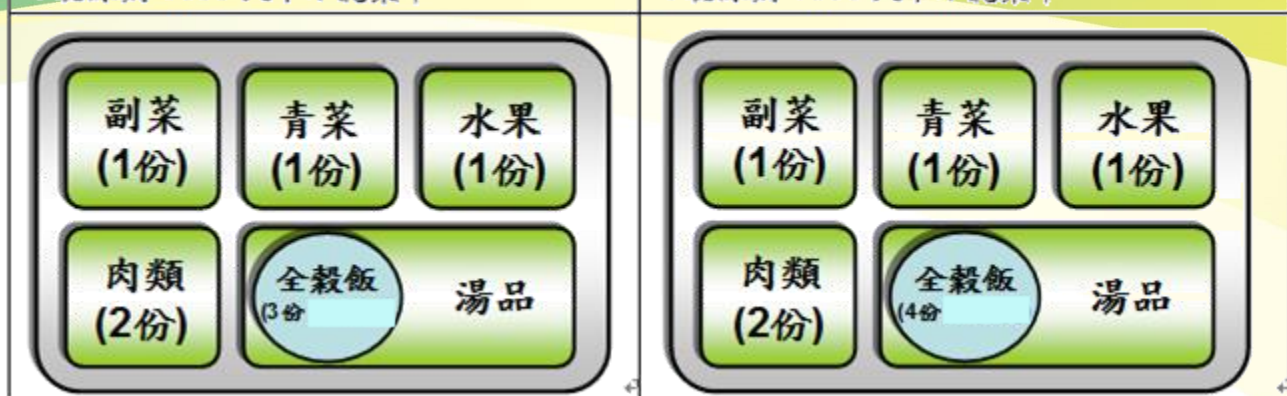 副菜
(1份)
青菜
(1份)
水果
(1份)
肉類
(2份)
全穀飯
(3份
湯品
副菜
(1份)
青菜
(1份)
水果
(1份)
肉類
(2份)
全穀飯
(4份
湯品